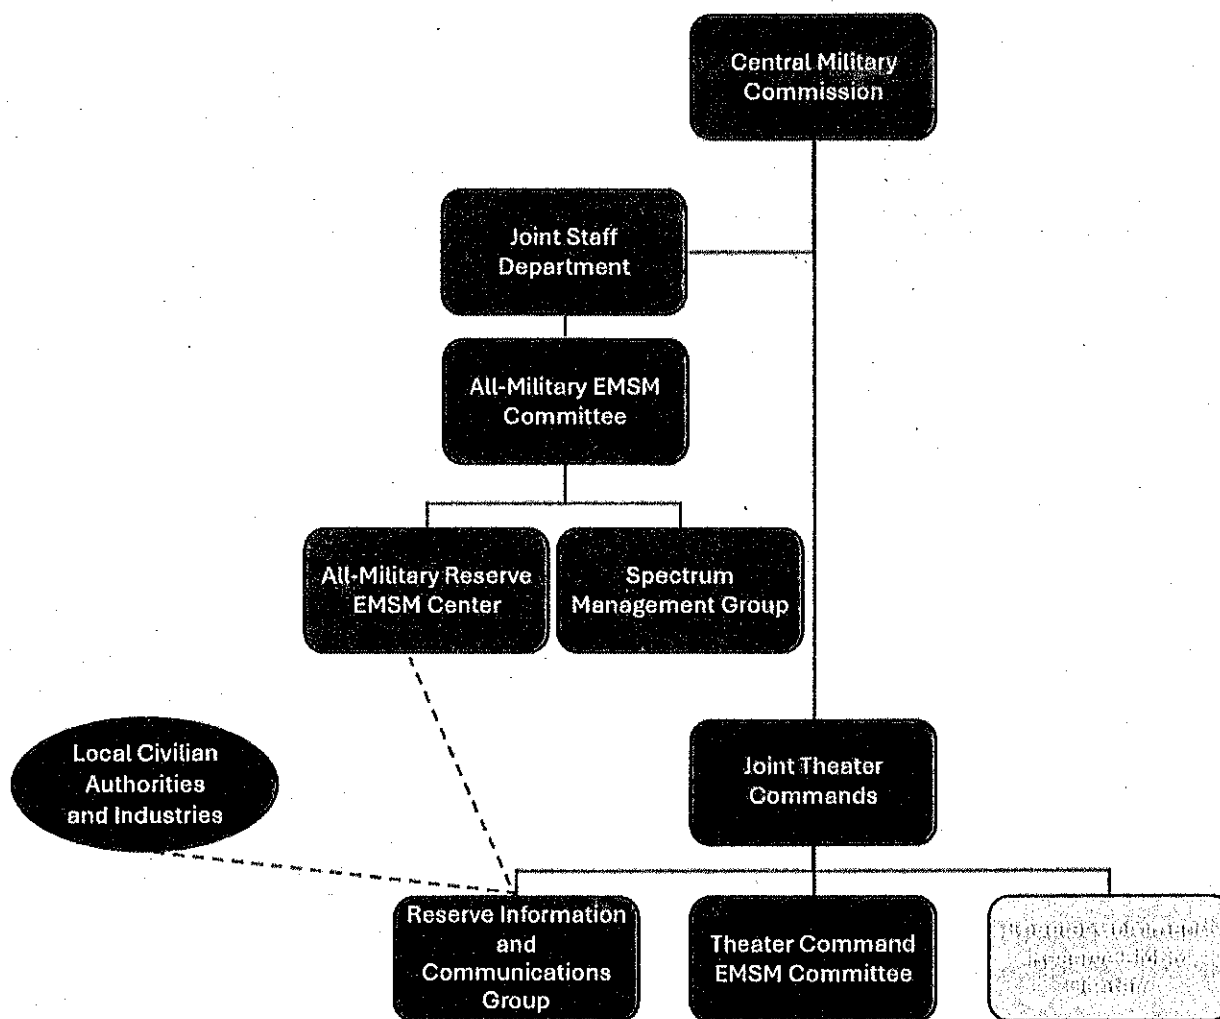 Central Military
Commission
Joint Staff
Department
All-Military EMSM
Committee
All-Military Reserve
EMSM Center
Spectrum
Management Group
Local Civilian
Authorities
and Industries
Joint Theater
Commands
Reserve Information
and
Communications
Group
Theater Command
EMSM Committee